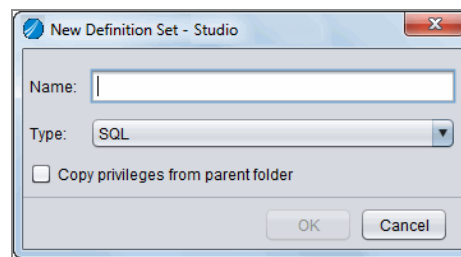 New Definition Set - Studio
Name:
Type: SQL
Copy privileges from parent folder
OK Cancel